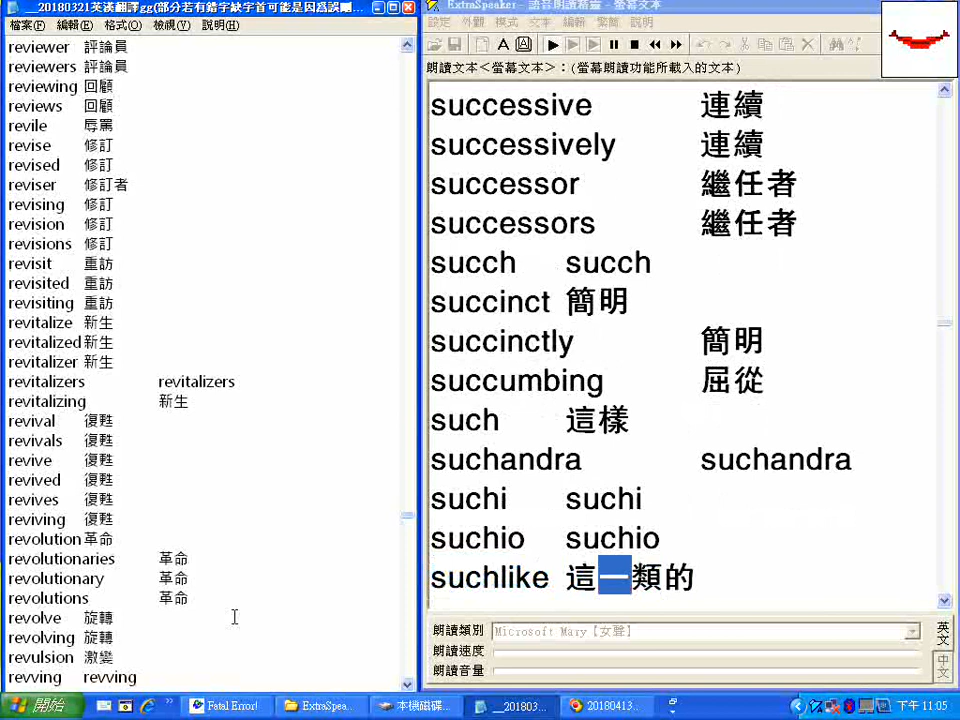 __20180321英漢翻譯gg(部分若有錯字缺字首可能是因為誤刪...
檔案(F) 編輯(E) 格式(O) 檢視(V) 說明(H)
reviewer 評論員
reviewers 評論員
reviewing 回顧
reviews 回顧
revile 辱罵
revise 修訂
revised 修訂
reviser 修訂者
revising 修訂
revision 修訂
revisions 修訂
revisit 重訪
revisited 重訪
revisiting 重訪
revitalize 新生
revitalized 新生
revitalizer 新生
revitalizers revitalizers
revitalizing 新生
revival 復甦
revivals 復甦
revive 復甦
revived 復甦
revives 復甦
reviving 復甦
revolution 革命
revolutionaries 革命
revolutionary 革命
revolutions 革命
revolve 旋轉
revolving 旋轉
revulsion 激變
revving revving
ExtraSpeaker- 語音朗讀精靈 - 螢幕文本
設定 外觀 模式 文本 編輯 繁簡 說明
朗讀文本<螢幕文本>:(螢幕朗讀功能所載入的文本)
successive 連續
successively 連續
successor 繼任者
successors 繼任者
succh succh
succinct 簡明
succinctly 簡明
succumbing 屈從
such 這樣
suchandra suchandra
suchi suchi
suchio suchio
suchlike 這一類的
朗讀類別 Microsoft Mary【女聲】
朗讀速度
朗讀音量
英文
中文
開始 Fatal Error! ExtraSpea... 本機磁碟... __201803... 20180413... 下午 11:05